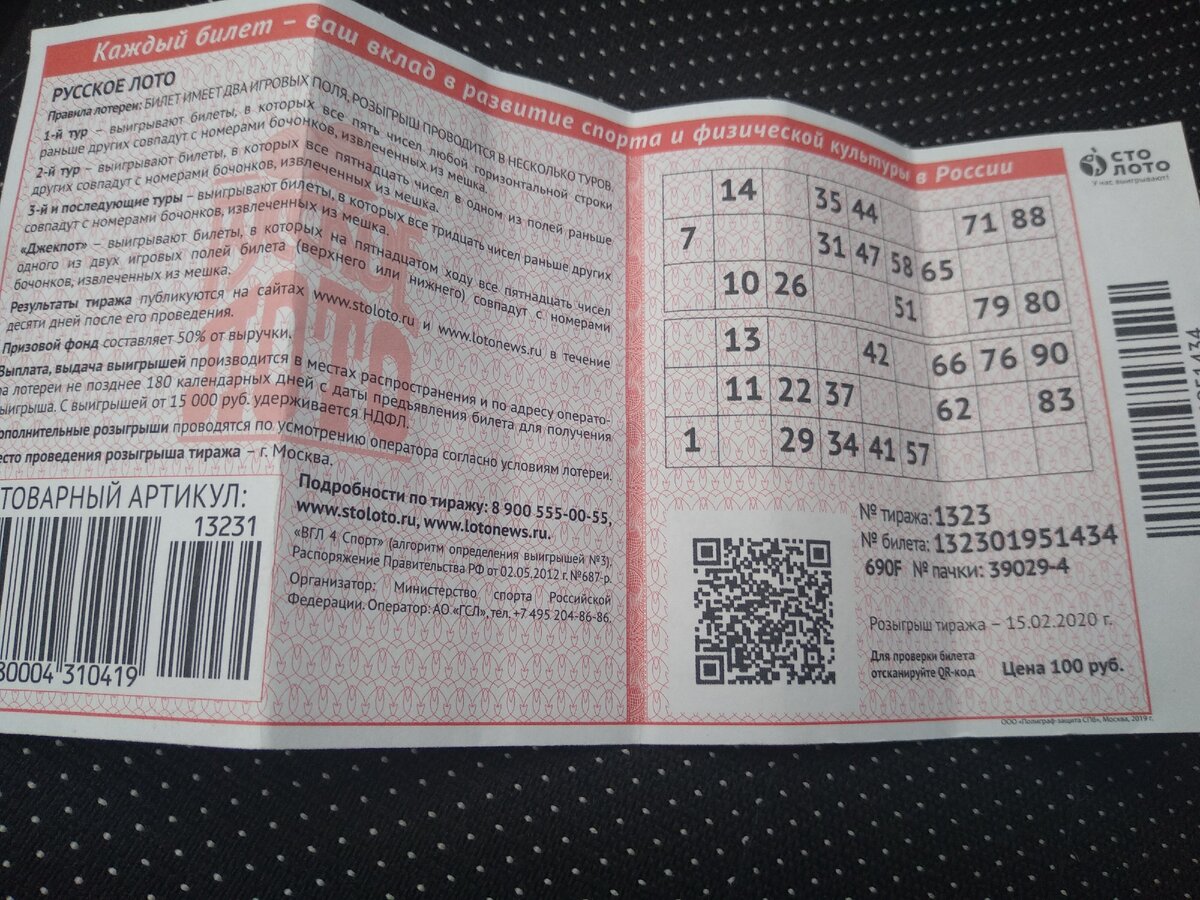 Каждый билет – ваш вклад в развитие спорта и физической культуры в России
РУССКОЕ ЛОТО
Правила лотереи: БИЛЕТ ИМЕЕТ ДВА ИГРОВЫХ ПОЛЯ, РОЗЫГРЫШ ПРОВОДИТСЯ В НЕСКОЛЬКО ТУРОВ.
1-й тур – выигрывают билеты, в которых все пять чисел любой горизонтальной строки
раньше других совпадут с номерами бочонков, извлеченных из мешка.
2-й тур – выигрывают билеты, в которых все пятнадцать чисел в одном из полей раньше
других совпадут с номерами бочонков, извлеченных из мешка.
3-й и последующие туры – выигрывают билеты, в которых все тридцать чисел раньше других
совпадут с номерами бочонков, извлеченных из мешка.
«Джекпот» – выигрывают билеты, в которых на пятнадцатом ходу все пятнадцать чисел
одного из двух игровых полей билета (верхнего или нижнего) совпадут с номерами
бочонков, извлеченных из мешка.
Результаты тиража публикуются на сайтах www.stoloto.ru и www.lotonews.ru в течение
десяти дней после его проведения.
Призовой фонд составляет 50% от выручки.
Выплата, выдача выигрышей производится в местах распространения и по адресу операто-
ра лотереи не позднее 180 календарных дней с даты предъявления билета для получения
выигрыша. С выигрышей от 15 000 руб. удерживается НДФЛ.
ополнительные розыгрыши проводятся по усмотрению оператора согласно условиям лотереи.
есто проведения розыгрыша тиража – г. Москва.
ТОВАРНЫЙ АРТИКУЛ:
13231
80004 310419
Подробности по тиражу: 8 900 555-00-55,
www.stoloto.ru, www.lotonews.ru.
«ВГЛ 4 Спорт» (алгоритм определения выигрышей №3).
Распоряжение Правительства РФ от 02.05.2012 г. №687-р.
Организатор: Министерство спорта Российской
Федерации. Оператор: АО «ГСЛ», тел. +7 495 204-86-86.
СТО
ЛОТО
У нас выигрывают!
14 35 44 71 88
7 31 47 58 65
10 26 51 79 80
13 42 66 76 90
11 22 37 62 83
1 29 34 41 57
№ тиража: 1323
№ билета: 132301951434
690F № пачки: 39029-4
Розыгрыш тиража – 15.02.2020 г.
Для проверки билета
отсканируйте QR-код
Цена 100 руб.
ООО «Полиграф-защита СПб», Москва, 2019 г.